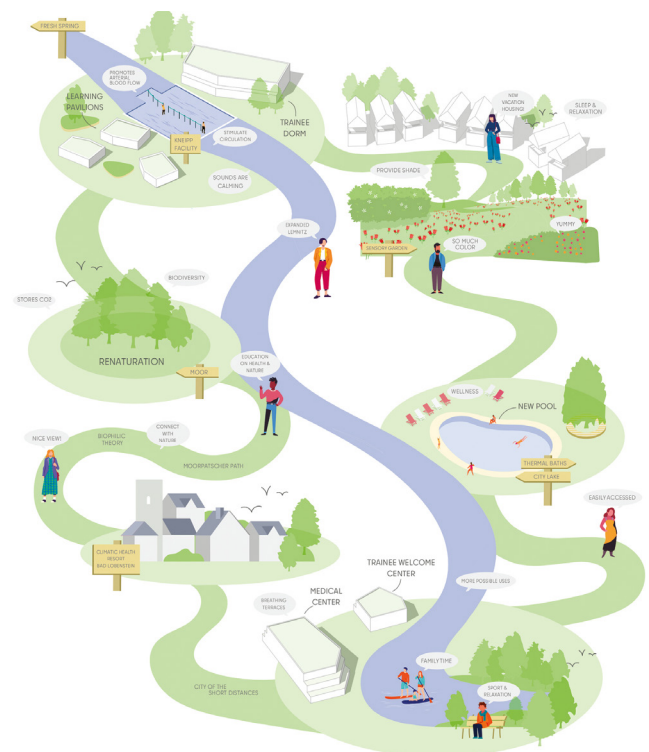 FRESH SPRING
PROMOTES
ARTERIAL
BLOOD FLOW
LEARNING
PAVILIONS
TRAINEE
DORM
KNEIPP
FACILITY
STIMULATE
CIRCULATION
SOUNDS ARE
CALMING
NEW
VACATION
HOUSINGS
SLEEP &
RELAXATION
PROVIDE SHADE
YUMMY
EXPANDED
LEMNITZ
SENSORY GARDEN
SO MUCH
COLOR
BIODIVERSITY
STORES CO2
RENATURATION
MOOR
EDUCATION
ON HEALTH &
NATURE
WELLNESS
NEW POOL
THERMAL BATHS
CITY LAKE
NICE VIEW!
BIOPHILIC
THEORY
CONNECT
WITH
NATURE
MOORPATSCHER PATH
EASILY ACCESSED
CLIMATIC HEALTH
RESORT
BAD LOBENSTEIN
TRAINEE WELCOME
CENTER
MORE POSSIBLE USES
MEDICAL
CENTER
BREATHING
TERRACES
FAMILY TIME
CITY OF THE
SHORT DISTANCES
SPORT &
RELAXATION